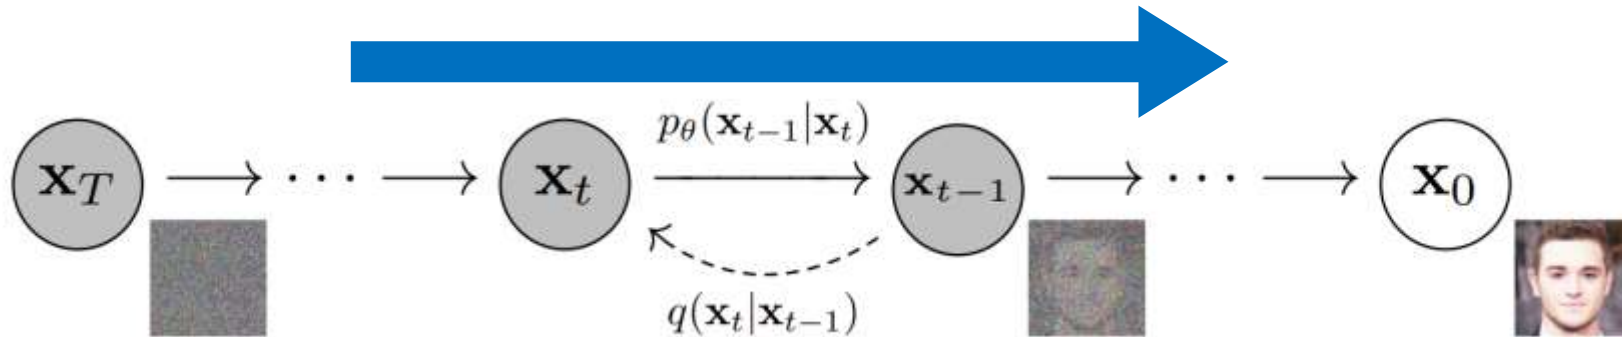 p_θ(x_{t−1}|x_t)
x_T ⟶ ··· ⟶ x_t ⟶ x_{t−1} ⟶ ··· ⟶ x_0
q(x_t|x_{t−1})